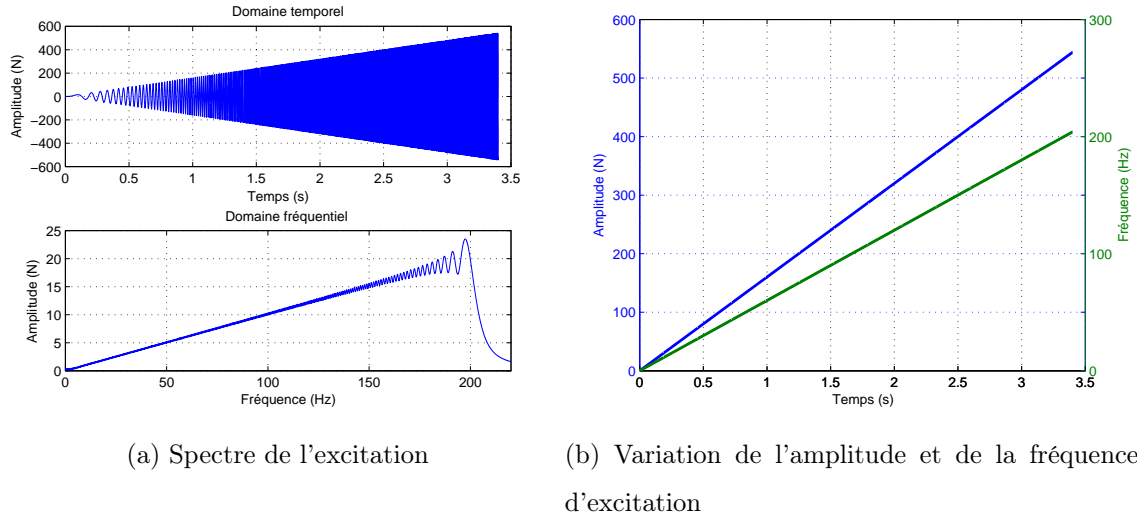 Domaine temporel
Amplitude (N)
600
400
200
0
−200
−400
−600
0 0.5 1 1.5 2 2.5 3 3.5
Temps (s)
Domaine fréquentiel
Amplitude (N)
25
20
15
10
5
0
0 50 100 150 200
Fréquence (Hz)
(a) Spectre de l'excitation
Amplitude (N)
600
500
400
300
200
100
0
0 0.5 1 1.5 2 2.5 3 3.5
Temps (s)
300
200
100
0
Fréquence (Hz)
(b) Variation de l'amplitude et de la fréquence
d'excitation